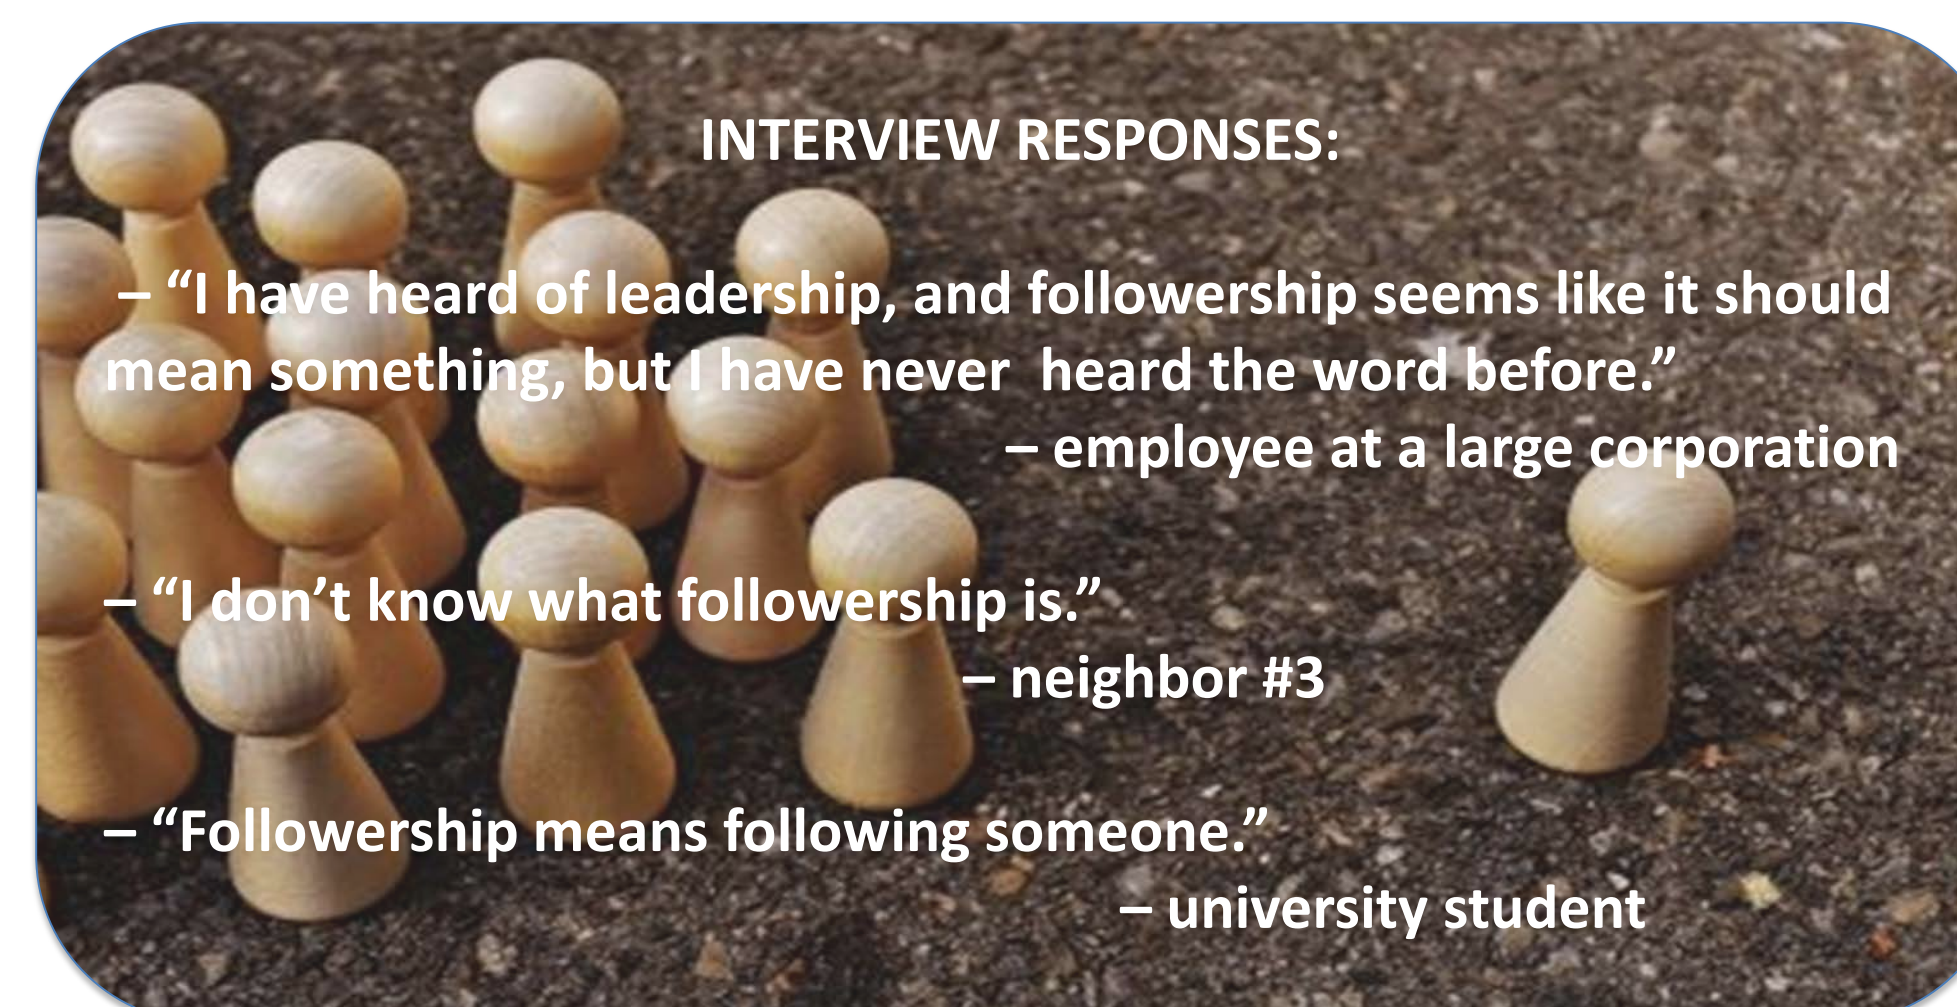 INTERVIEW RESPONSES:
– “I have heard of leadership, and followership seems like it should
mean something, but I have never  heard the word before.”
– employee at a large corporation
– “I don’t know what followership is.”
– neighbor #3
– “Followership means following someone.”
– university student